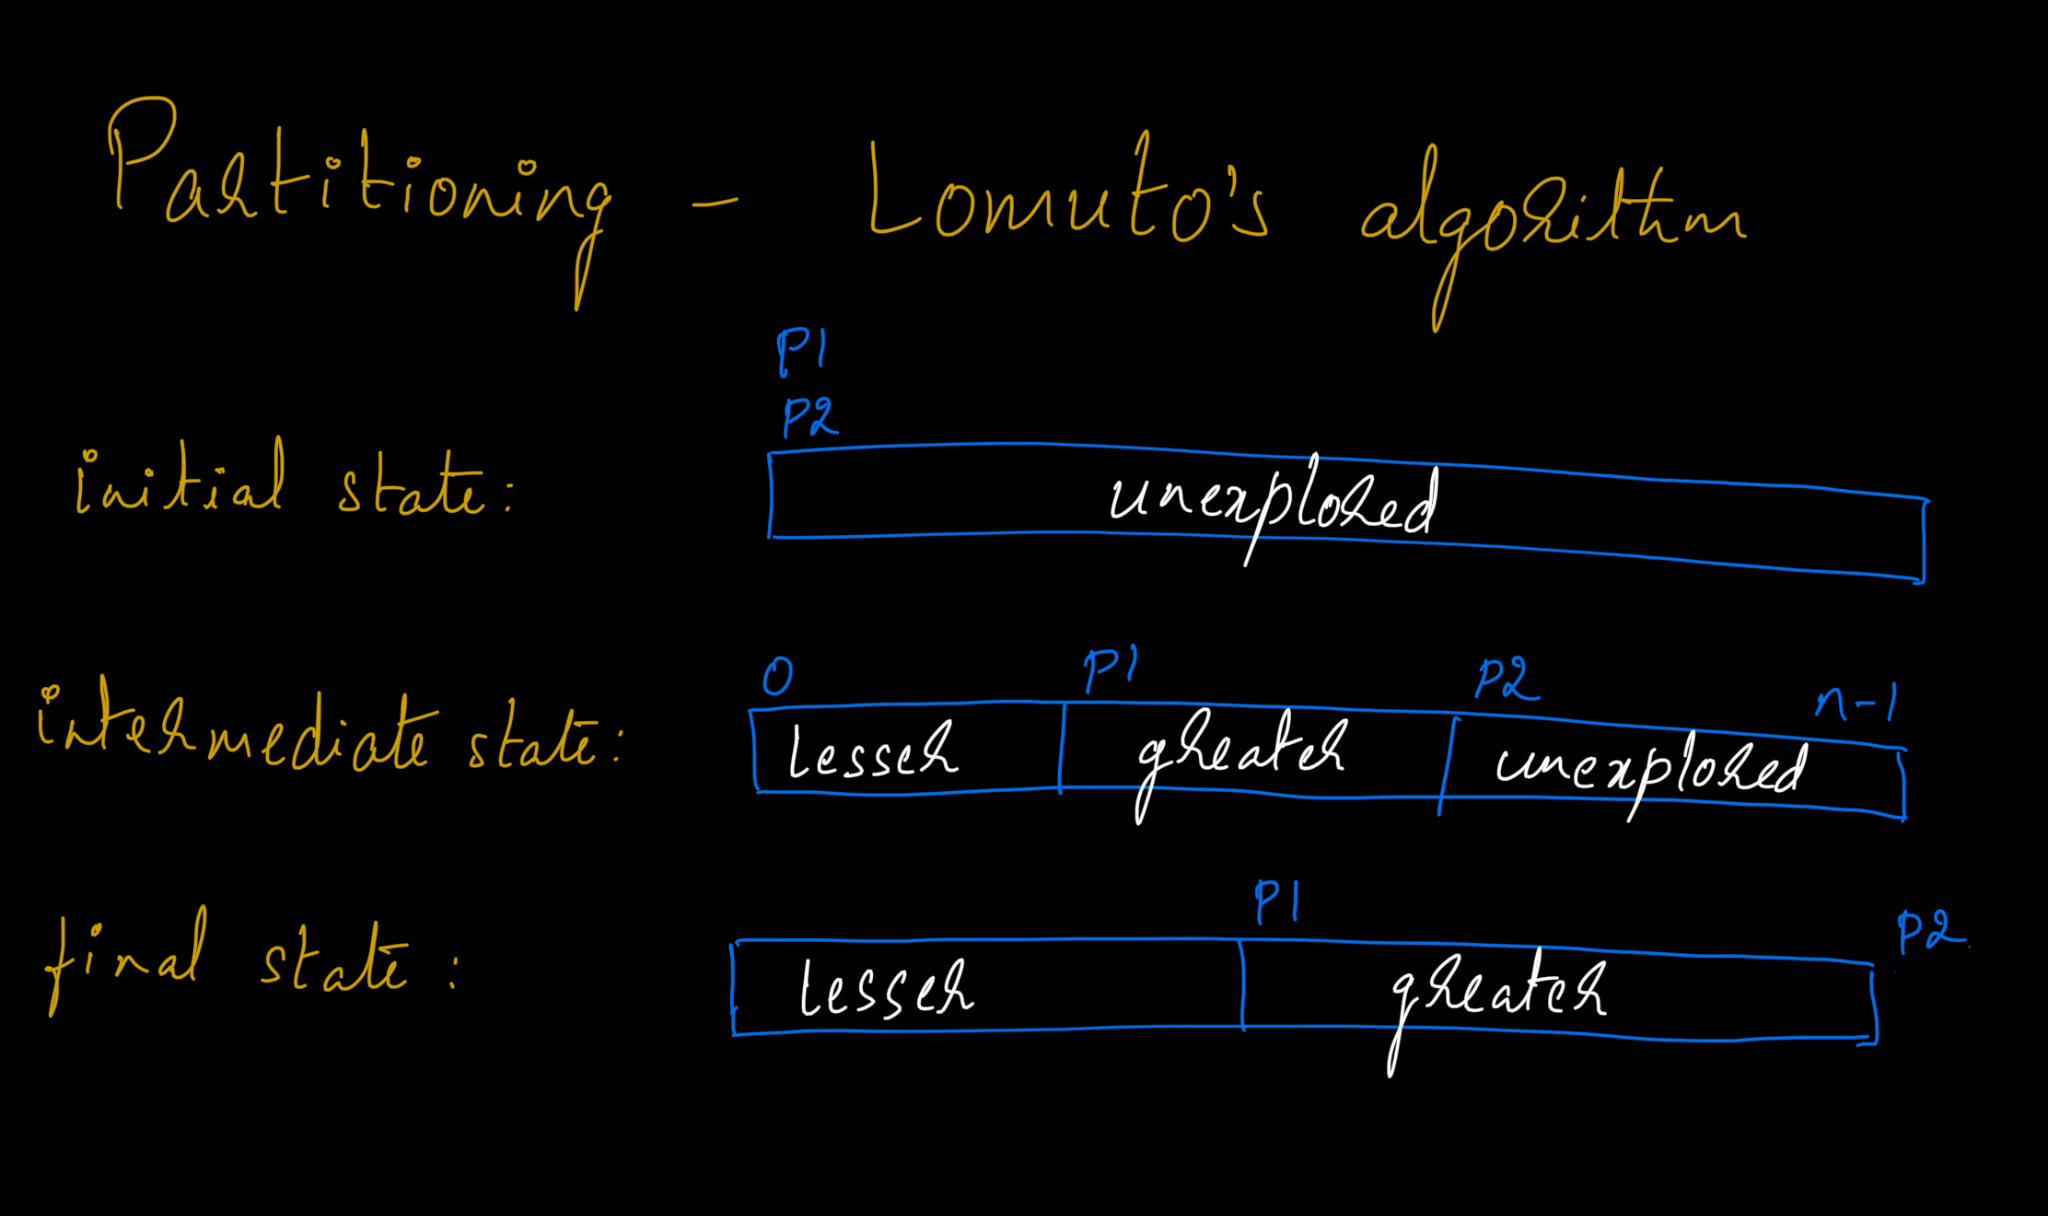 Partitioning - Lomuto's algorithm
P1
P2
initial state: unexplored
0 P1 P2 n-1
intermediate state: lesser greater unexplored
P1 P2
final state: lesser greater